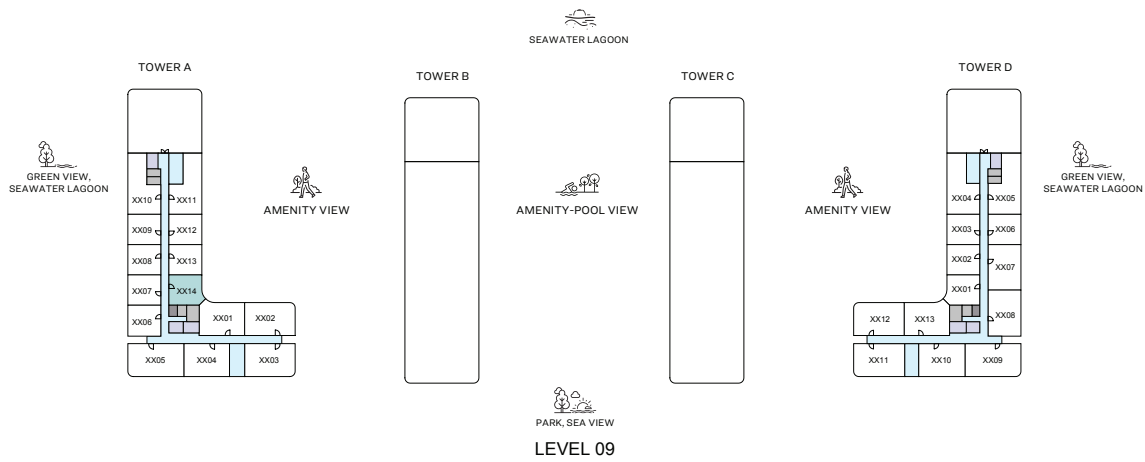 SEAWATER LAGOON
TOWER A
TOWER B
TOWER C
TOWER D
GREEN VIEW,
SEAWATER LAGOON
AMENITY VIEW
AMENITY-POOL VIEW
AMENITY VIEW
GREEN VIEW,
SEAWATER LAGOON
XX10 XX11
XX09 XX12
XX08 XX13
XX07 XX14
XX06 XX01 XX02
XX05 XX04 XX03
XX04 XX05
XX03 XX06
XX02 XX07
XX01
XX12 XX13 XX08
XX11 XX10 XX09
PARK, SEA VIEW
LEVEL 09